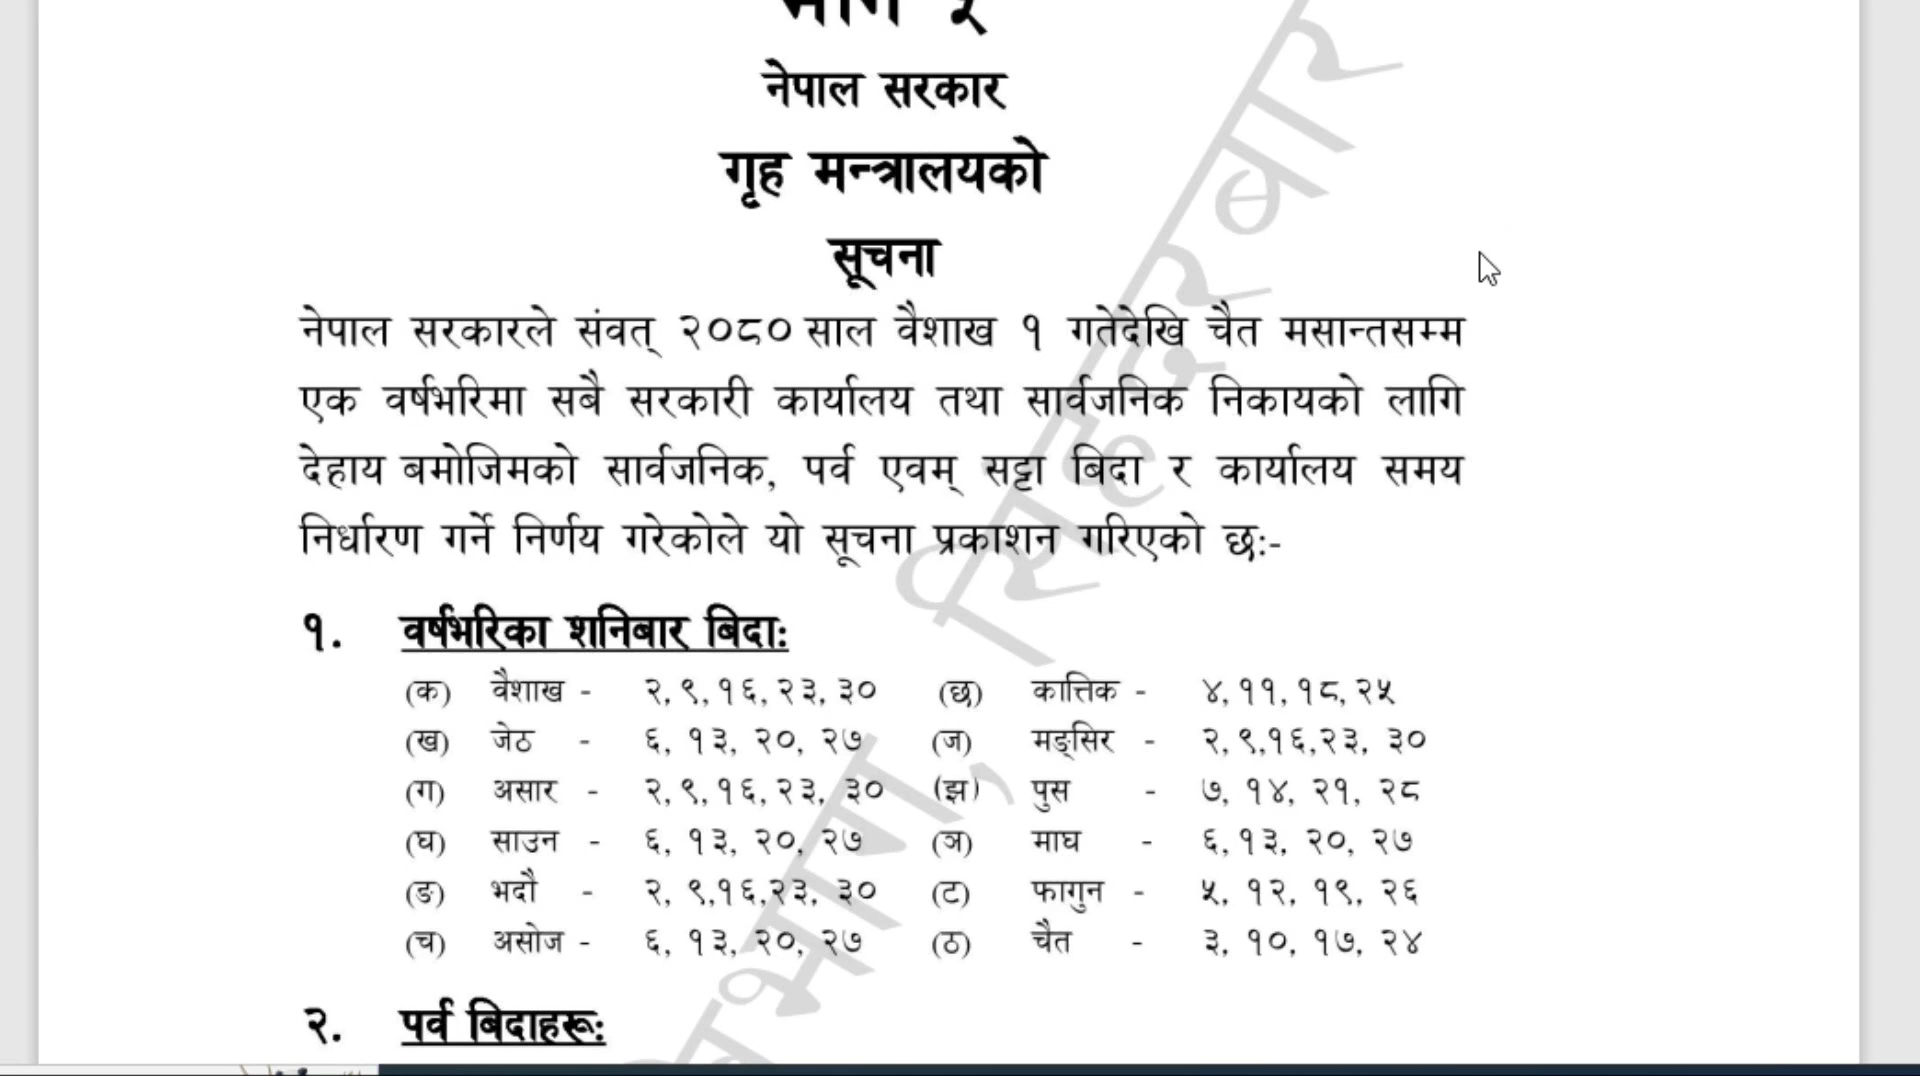 नेपाल सरकार
गृह मन्त्रालयको
सूचना
नेपाल सरकारले संवत् २०८० साल वैशाख १ गतेदेखि चैत मसान्तसम्म
एक वर्षभरिमा सबै सरकारी कार्यालय तथा सार्वजनिक निकायको लागि
देहाय बमोजिमको सार्वजनिक, पर्व एवम् सट्टा बिदा र कार्यालय समय
निर्धारण गर्ने निर्णय गरेकोले यो सूचना प्रकाशन गरिएको छः-
१. वर्षभरिका शनिबार बिदाः
(क) वैशाख - २, ९, १६, २३, ३० (छ) कात्तिक - ४, ११, १८, २५
(ख) जेठ - ६, १३, २०, २७ (ज) मङ्सिर - २, ९,१६,२३, ३०
(ग) असार - २, ९, १६, २३, ३० (झ) पुस - ७, १४, २१, २८
(घ) साउन - ६, १३, २०, २७ (ञ) माघ - ६, १३, २०, २७
(ङ) भदौ - २, ९,१६,२३, ३० (ट) फागुन - ५, १२, १९, २६
(च) असोज - ६, १३, २०, २७ (ठ) चैत - ३, १०, १७, २४
२. पर्व बिदाहरूः